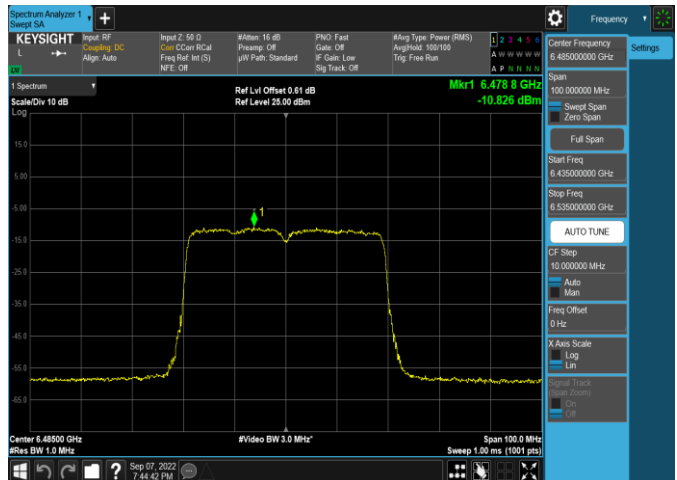 Spectrum Analyzer 1
Swept SA
Frequency
KEYSIGHT
L
LV
Input: RF
Coupling: DC
Align: Auto
Input Z: 50 Ω
Corr CCorr RCal
Freq Ref: Int (S)
NFE: Off
#Atten: 16 dB
Preamp: Off
µW Path: Standard
PNO: Fast
Gate: Off
IF Gain: Low
Sig Track: Off
#Avg Type: Power (RMS)
Avg|Hold: 100/100
Trig: Free Run
1 2 3 4 5 6
A W W W W W
A P N N N N
1 Spectrum
Scale/Div 10 dB
Log
Ref Lvl Offset 0.61 dB
Ref Level 25.00 dBm
Mkr1 6.478 8 GHz
-10.826 dBm
15.0
5.00
-5.00
-15.0
-25.0
-35.0
-45.0
-55.0
-65.0
1
Center 6.48500 GHz
#Res BW 1.0 MHz
#Video BW 3.0 MHz*
Span 100.0 MHz
Sweep 1.00 ms (1001 pts)
Center Frequency
6.485000000 GHz
Settings
Span
100.000000 MHz
Swept Span
Zero Span
Full Span
Start Freq
6.435000000 GHz
Stop Freq
6.535000000 GHz
AUTO TUNE
CF Step
10.000000 MHz
Auto
Man
Freq Offset
0 Hz
X Axis Scale
Log
Lin
Signal Track
(Span Zoom)
On
Off
Sep 07, 2022
7:44:42 PM